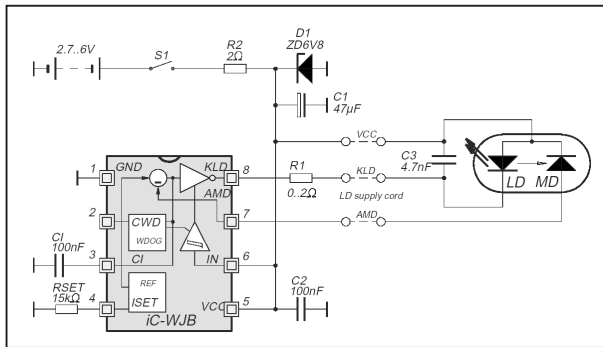 2.7..6V
S1
R2
2Ω
D1
ZD6V8
C1
47µF
VCC
C3
4.7nF
LD
MD
1
GND
KLD
8
R1
0..2Ω
KLD
LD supply cord
AMD
2
7
AMD
CWD
WDOG
CI
100nF
3
CI
IN
6
RSET
15kΩ
4
REF
ISET
VCC
5
C2
100nF
iC-WJB